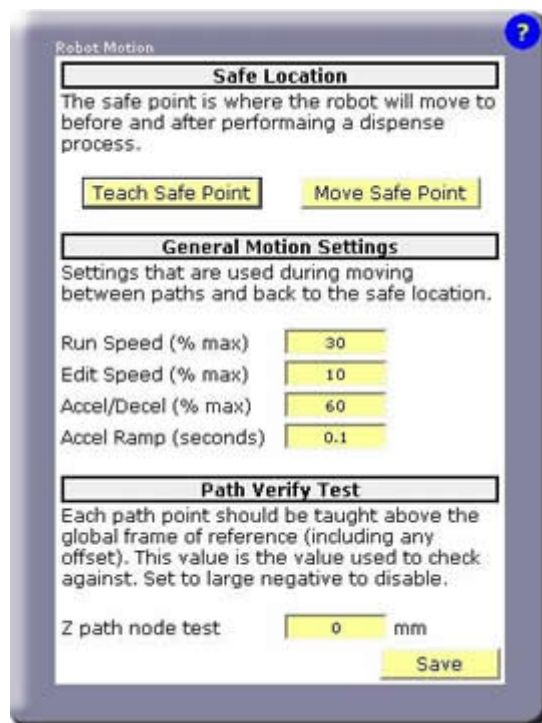 ?
Robot Motion
Safe Location
The safe point is where the robot will move to
before and after performaing a dispense
process.
Teach Safe Point Move Safe Point
General Motion Settings
Settings that are used during moving
between paths and back to the safe location.
Run Speed (% max) 30
Edit Speed (% max) 10
Accel/Decel (% max) 60
Accel Ramp (seconds) 0.1
Path Verify Test
Each path point should be taught above the
global frame of reference (including any
offset). This value is the value used to check
against. Set to large negative to disable.
Z path node test 0 mm
Save